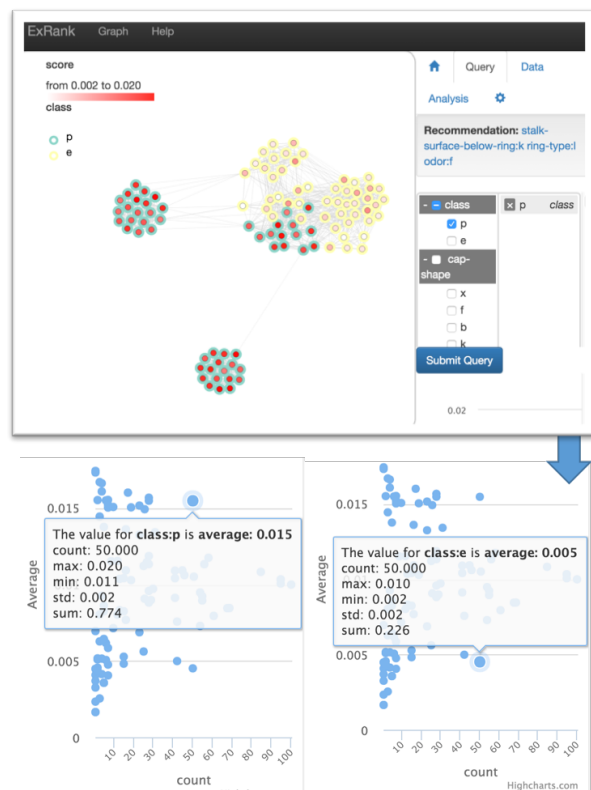 ExRank Graph Help
score
from 0.002 to 0.020
class
p
e
Query Data
Analysis
Recommendation: stalk-
surface-below-ring:k ring-type:l
odor:f
- class
p
e
- cap-
shape
x
f
b
k
x p class
Submit Query
0.02
0.015
The value for class:p is average: 0.015
count: 50.000
max: 0.020
min: 0.011
std: 0.002
sum: 0.774
Average
0.005
0
10 20 30 40 50 60 70 80 90 100
count
0.015
The value for class:e is average: 0.005
count: 50.000
max: 0.010
min: 0.002
std: 0.002
sum: 0.226
Average
0.005
0
10 20 30 40 50 60 70 80 90 100
count
Highcharts.com